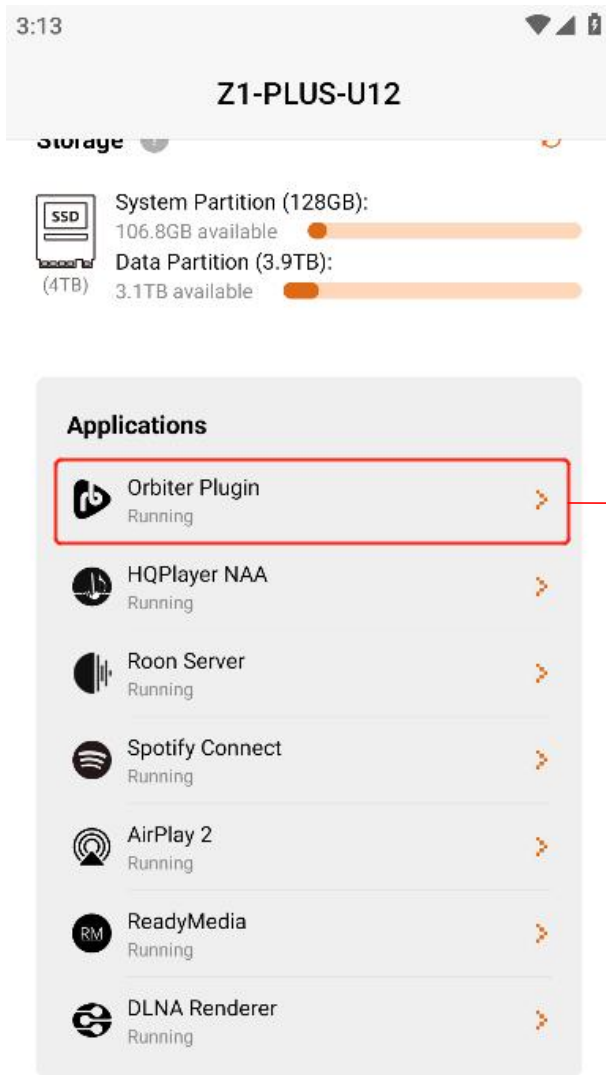 3:13
Z1-PLUS-U12
Storage ?
SSD
System Partition (128GB):
106.8GB available
Data Partition (3.9TB):
(4TB)
3.1TB available
Applications
Orbiter Plugin
Running
HQPlayer NAA
Running
Roon Server
Running
Spotify Connect
Running
AirPlay 2
Running
RM
ReadyMedia
Running
DLNA Renderer
Running